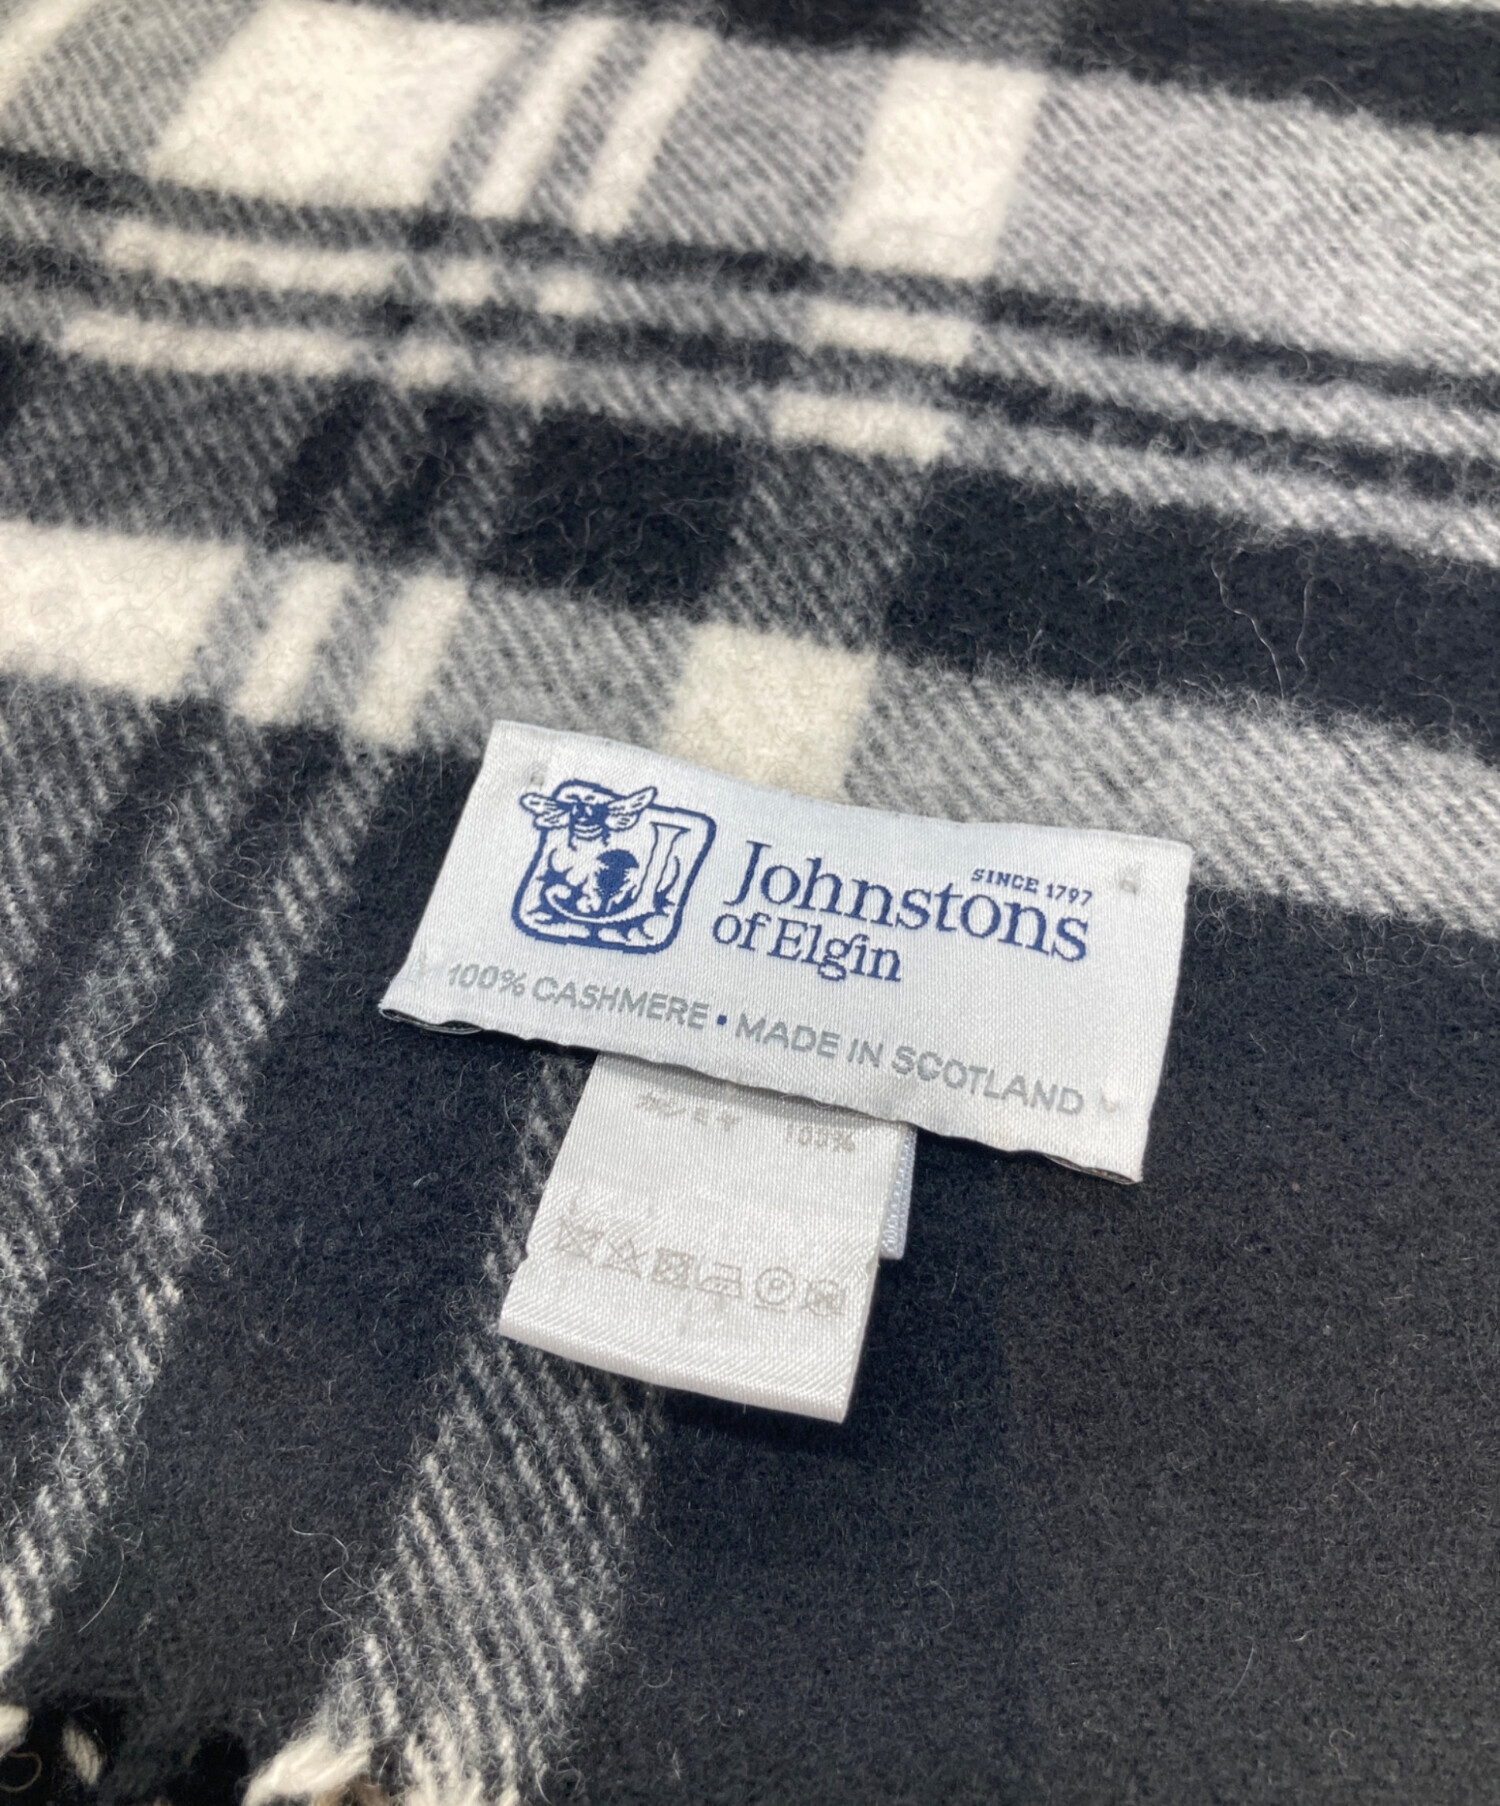 SINCE 1797
Johnstons
of Elgin
100% CASHMERE • MADE IN SCOTLAND
カシミヤ 100%